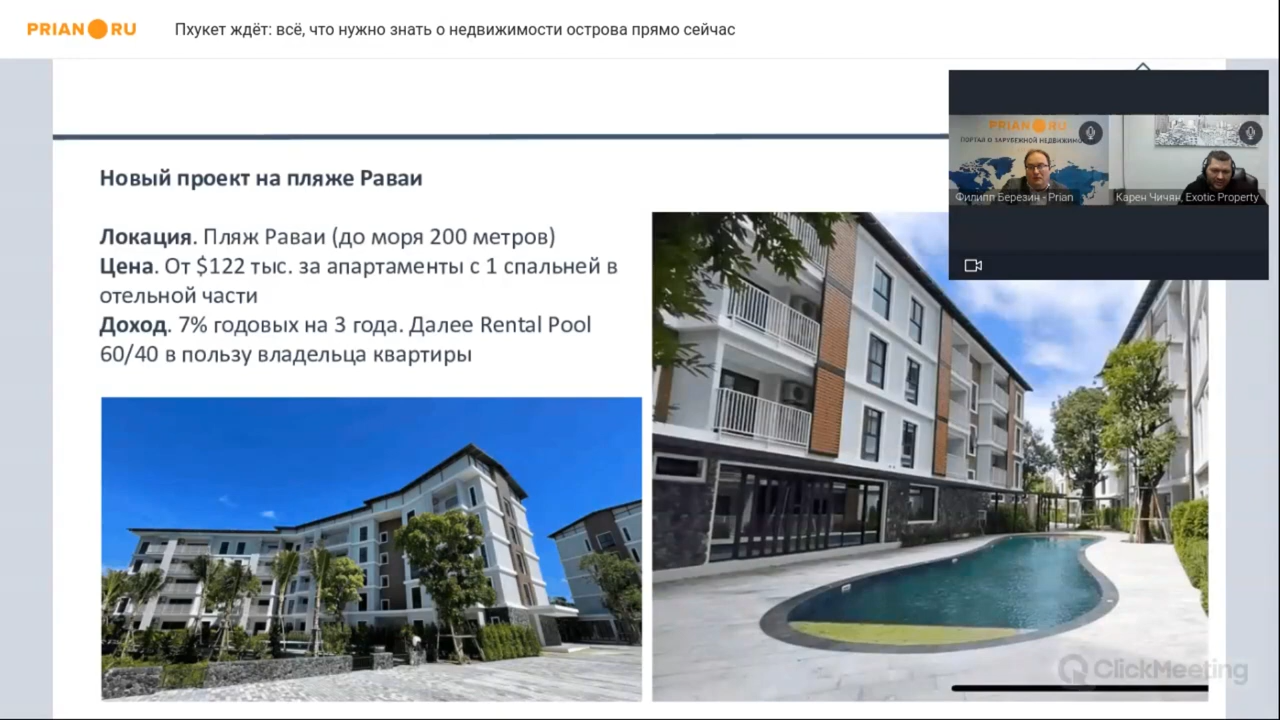 PRIAN RU
Пхукет ждёт: всё, что нужно знать о недвижимости острова прямо сейчас
PRIAN RU
ПОРТАЛ О ЗАРУБЕЖНОЙ НЕДВИЖИМО
Филипп Березин - Prian
Карен Чичян, Exotic Property
Новый проект на пляже Раваи
Локация. Пляж Раваи (до моря 200 метров)
Цена. От $122 тыс. за апартаменты с 1 спальней в
отельной части
Доход. 7% годовых на 3 года. Далее Rental Pool
60/40 в пользу владельца квартиры
ClickMeeting